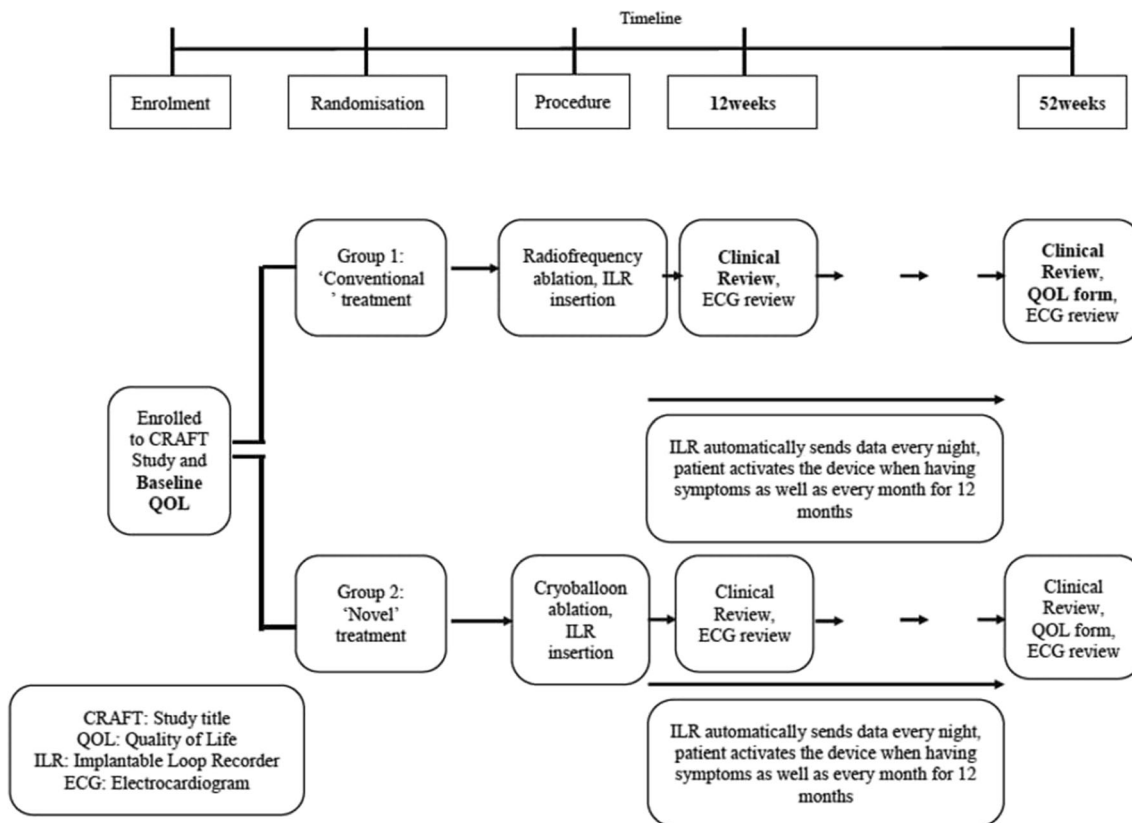 Timeline
Enrolment
Randomisation
Procedure
12weeks
52weeks
Group 1:
‘Conventional
’ treatment
Radiofrequency
ablation, ILR
insertion
Clinical
Review,
ECG review
Clinical
Review,
QOL form,
ECG review
Enrolled
to CRAFT
Study and
Baseline
QOL
ILR automatically sends data every night,
patient activates the device when having
symptoms as well as every month for 12
months
Group 2:
‘Novel’
treatment
Cryoballoon
ablation,
ILR
insertion
Clinical
Review,
ECG review
Clinical
Review,
QOL form,
ECG review
CRAFT: Study title
QOL: Quality of Life
ILR: Implantable Loop Recorder
ECG: Electrocardiogram
ILR automatically sends data every night,
patient activates the device when having
symptoms as well as every month for 12
months